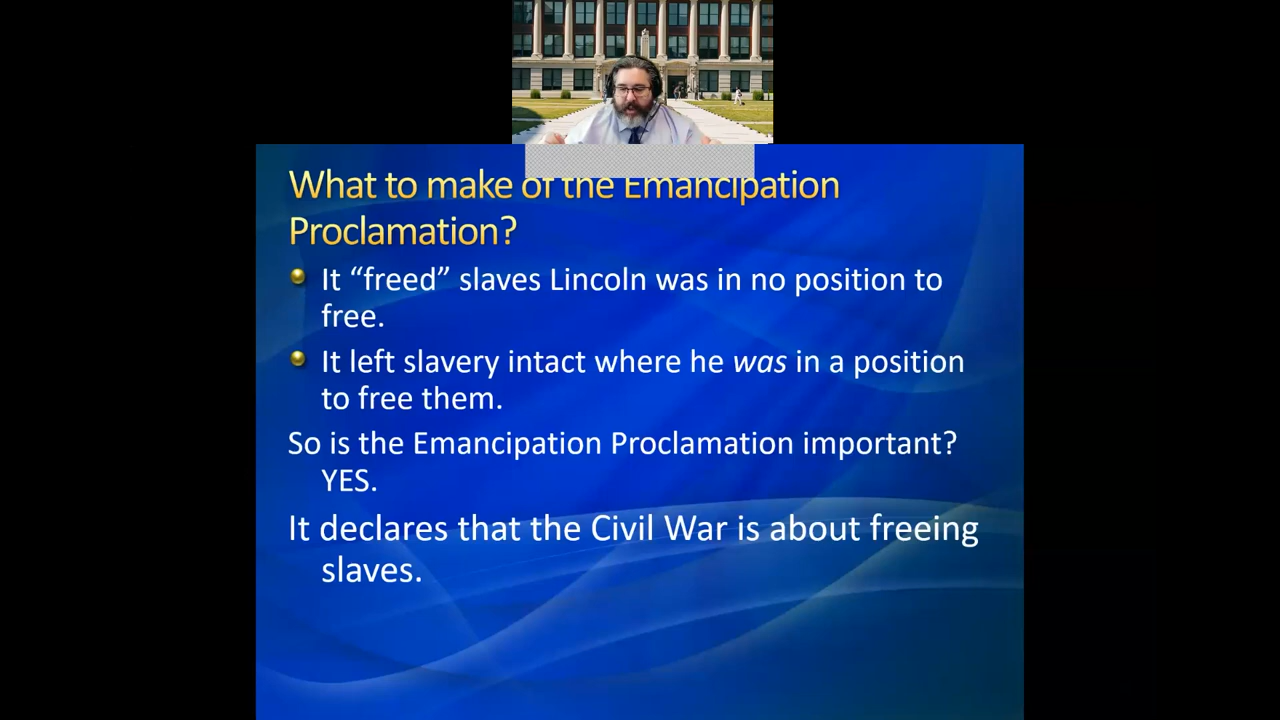 What to make of the Emancipation
Proclamation?
It “freed” slaves Lincoln was in no position to
free.
It left slavery intact where he was in a position
to free them.
So is the Emancipation Proclamation important?
YES.
It declares that the Civil War is about freeing
slaves.